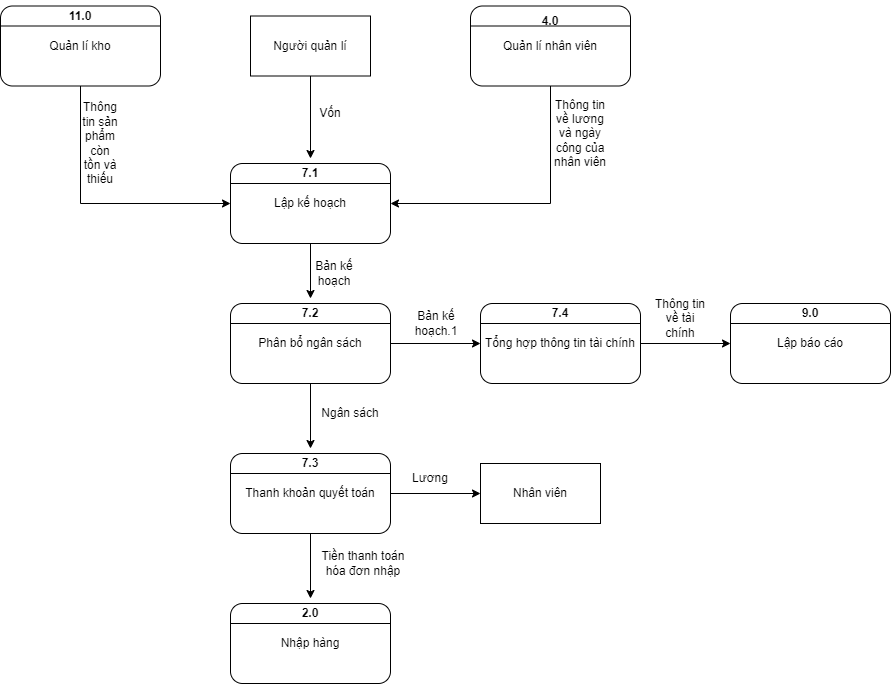 11.0
Quản lí kho
Người quản lí
4.0
Quản lí nhân viên
Thông
tin sản
phẩm
còn
tồn và
thiếu
Vốn
Thông tin
về lương
và ngày
công của
nhân viên
7.1
Lập kế hoạch
Bản kế
hoạch
7.2
Phân bổ ngân sách
Bản kế
hoạch.1
7.4
Tổng hợp thông tin tài chính
Thông tin
về tài
chính
9.0
Lập báo cáo
Ngân sách
7.3
Thanh khoản quyết toán
Lương
Nhân viên
Tiền thanh toán
hóa đơn nhập
2.0
Nhập hàng